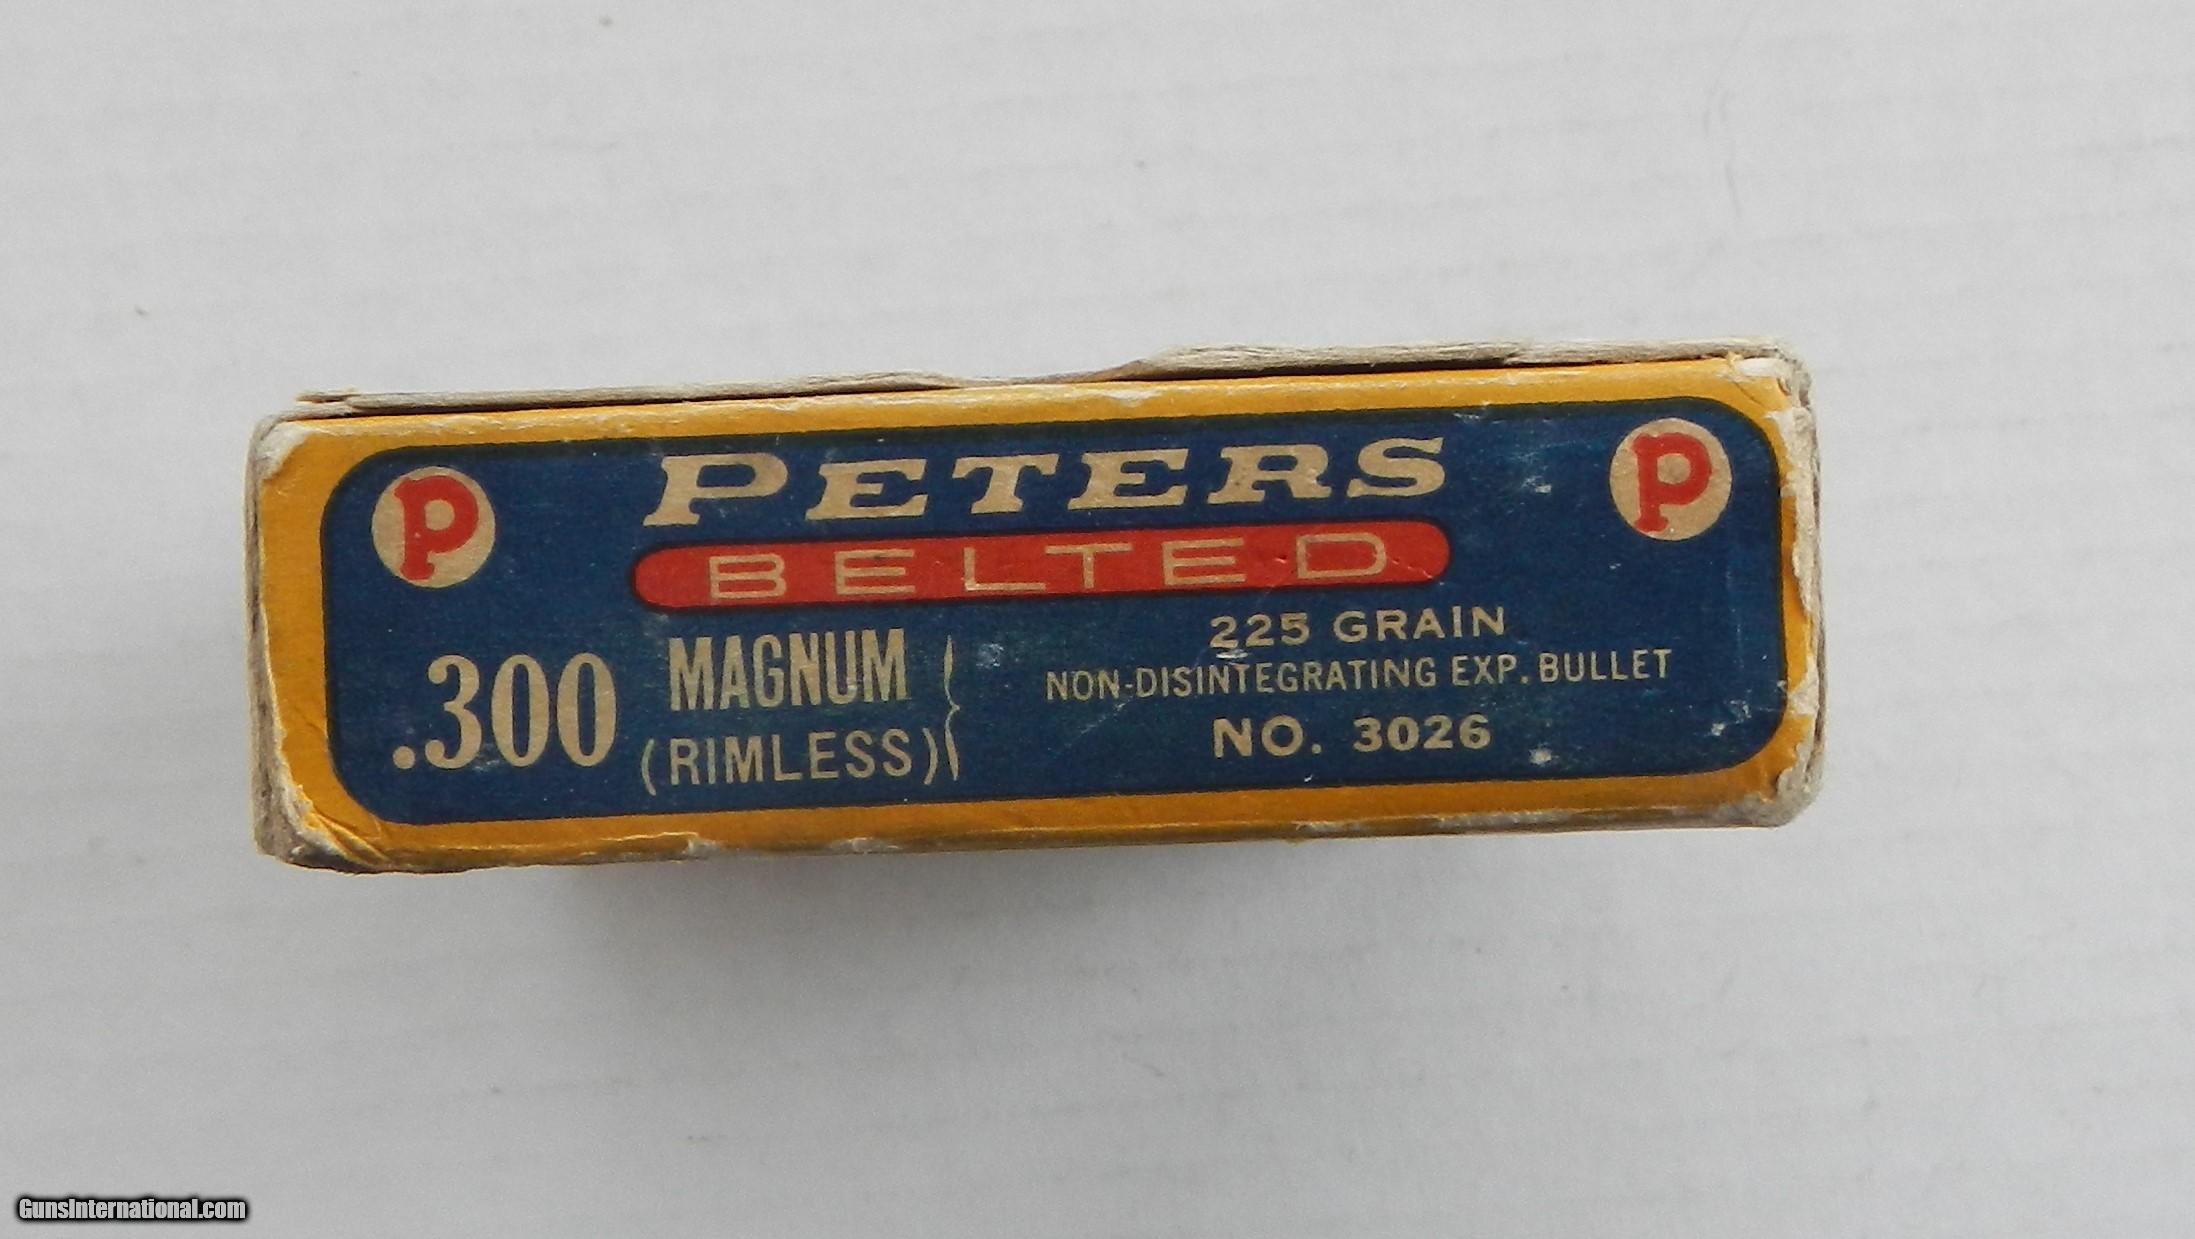 P PETERS P
BELTED
.300 MAGNUM (RIMLESS)
225 GRAIN
NON-DISINTEGRATING EXP. BULLET
NO. 3026
GunsInternational.com